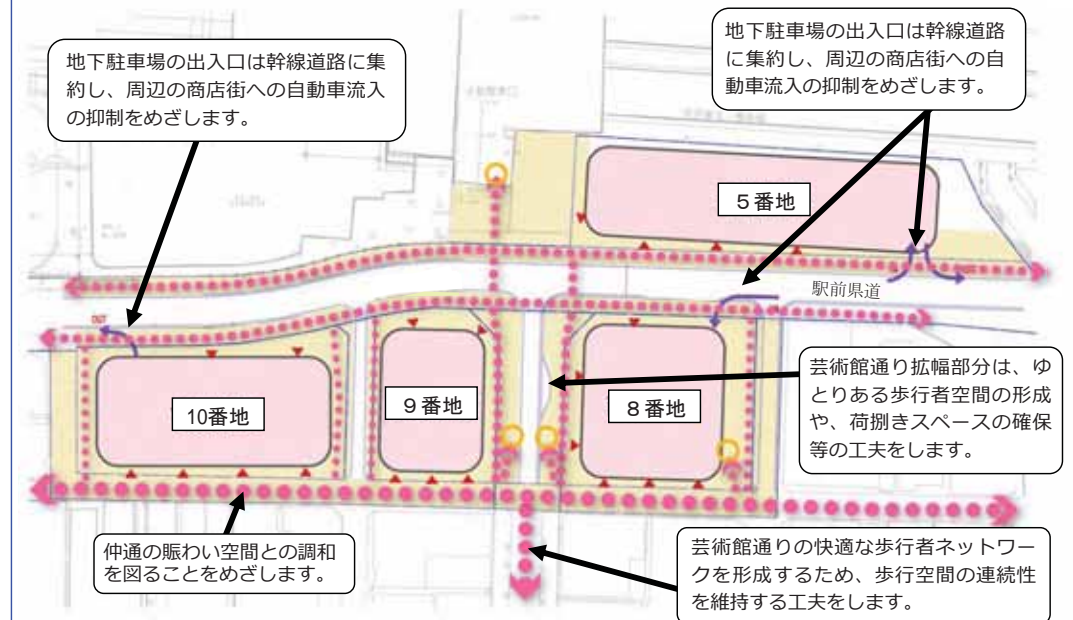 地下駐車場の出入口は幹線道路に集
約し、周辺の商店街への自動車流入
の抑制をめざします。
地下駐車場の出入口は幹線道路
に集約し、周辺の商店街への自
動車流入の抑制をめざします。
5番地
駅前県道
芸術館通り拡幅部分は、ゆ
とりある歩行者空間の形成
や、荷捌きスペースの確保
等の工夫をします。
10番地
9番地
8番地
仲通の賑わい空間との調和
を図ることをめざします。
芸術館通りの快適な歩行者ネットワー
クを形成するため、歩行空間の連続性
を維持する工夫をします。